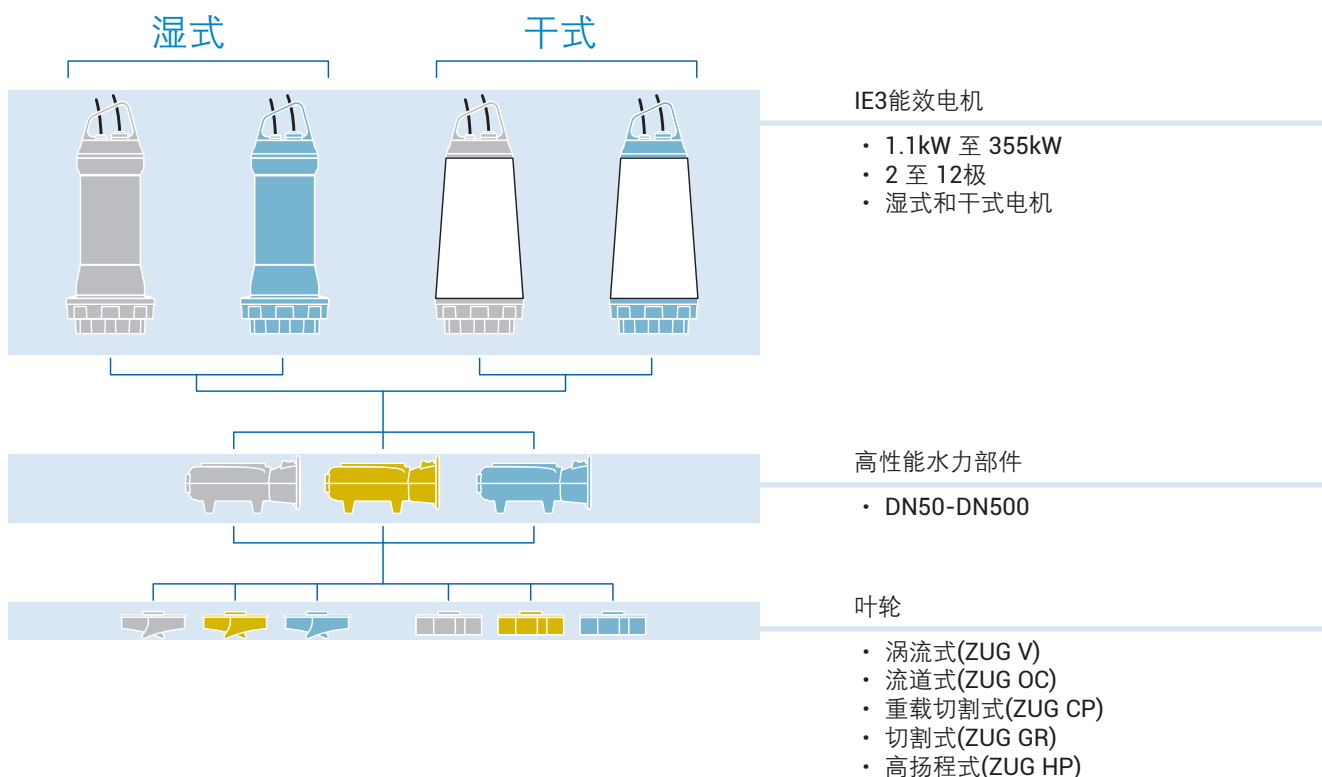 湿式
干式
IE3能效电机
· 1.1kW 至 355kW
· 2 至 12极
· 湿式和干式电机
高性能水力部件
· DN50-DN500
叶轮
· 涡流式(ZUG V)
· 流道式(ZUG OC)
· 重载切割式(ZUG CP)
· 切割式(ZUG GR)
· 高扬程式(ZUG HP)